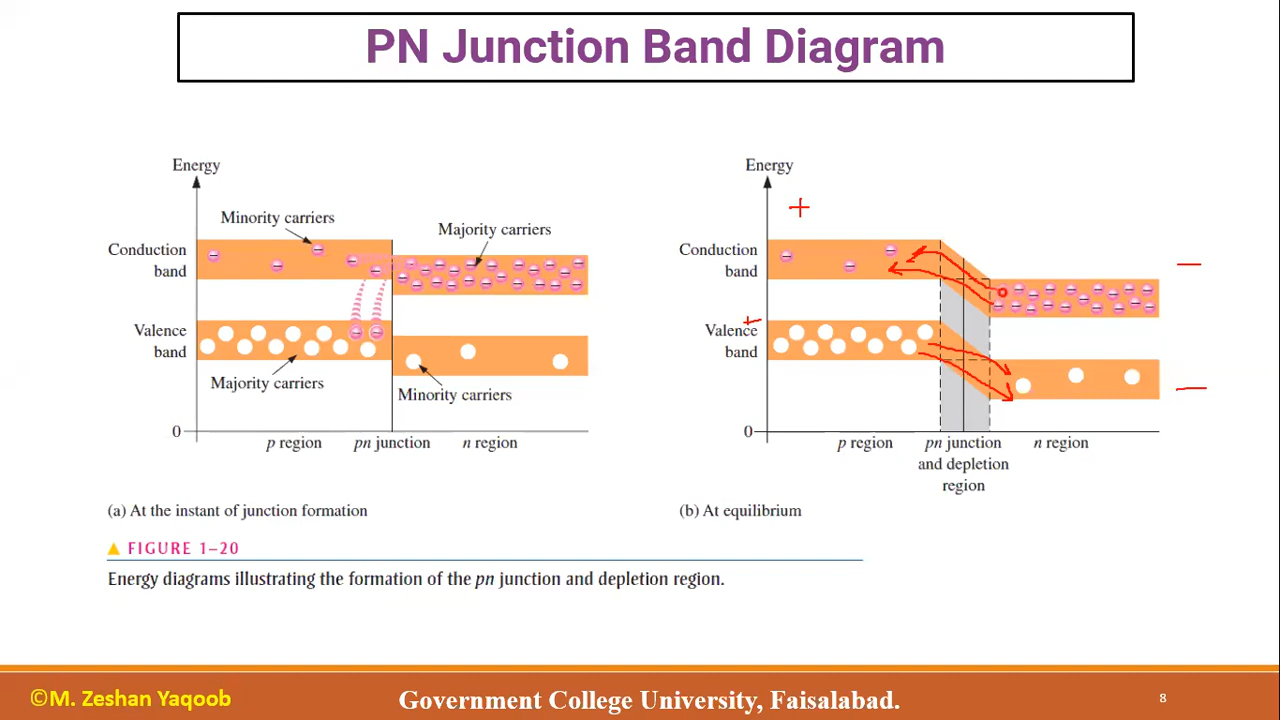 PN Junction Band Diagram
Energy
Minority carriers
Majority carriers
Conduction
band
Valence
band
Majority carriers
Minority carriers
0
p region
pn junction
n region
(a) At the instant of junction formation
Energy
+
Conduction
band
−
+
Valence
band
−
0
p region
pn junction
and depletion
region
n region
(b) At equilibrium
▲ FIGURE 1–20
Energy diagrams illustrating the formation of the pn junction and depletion region.
©M. Zeshan Yaqoob
Government College University, Faisalabad.
8